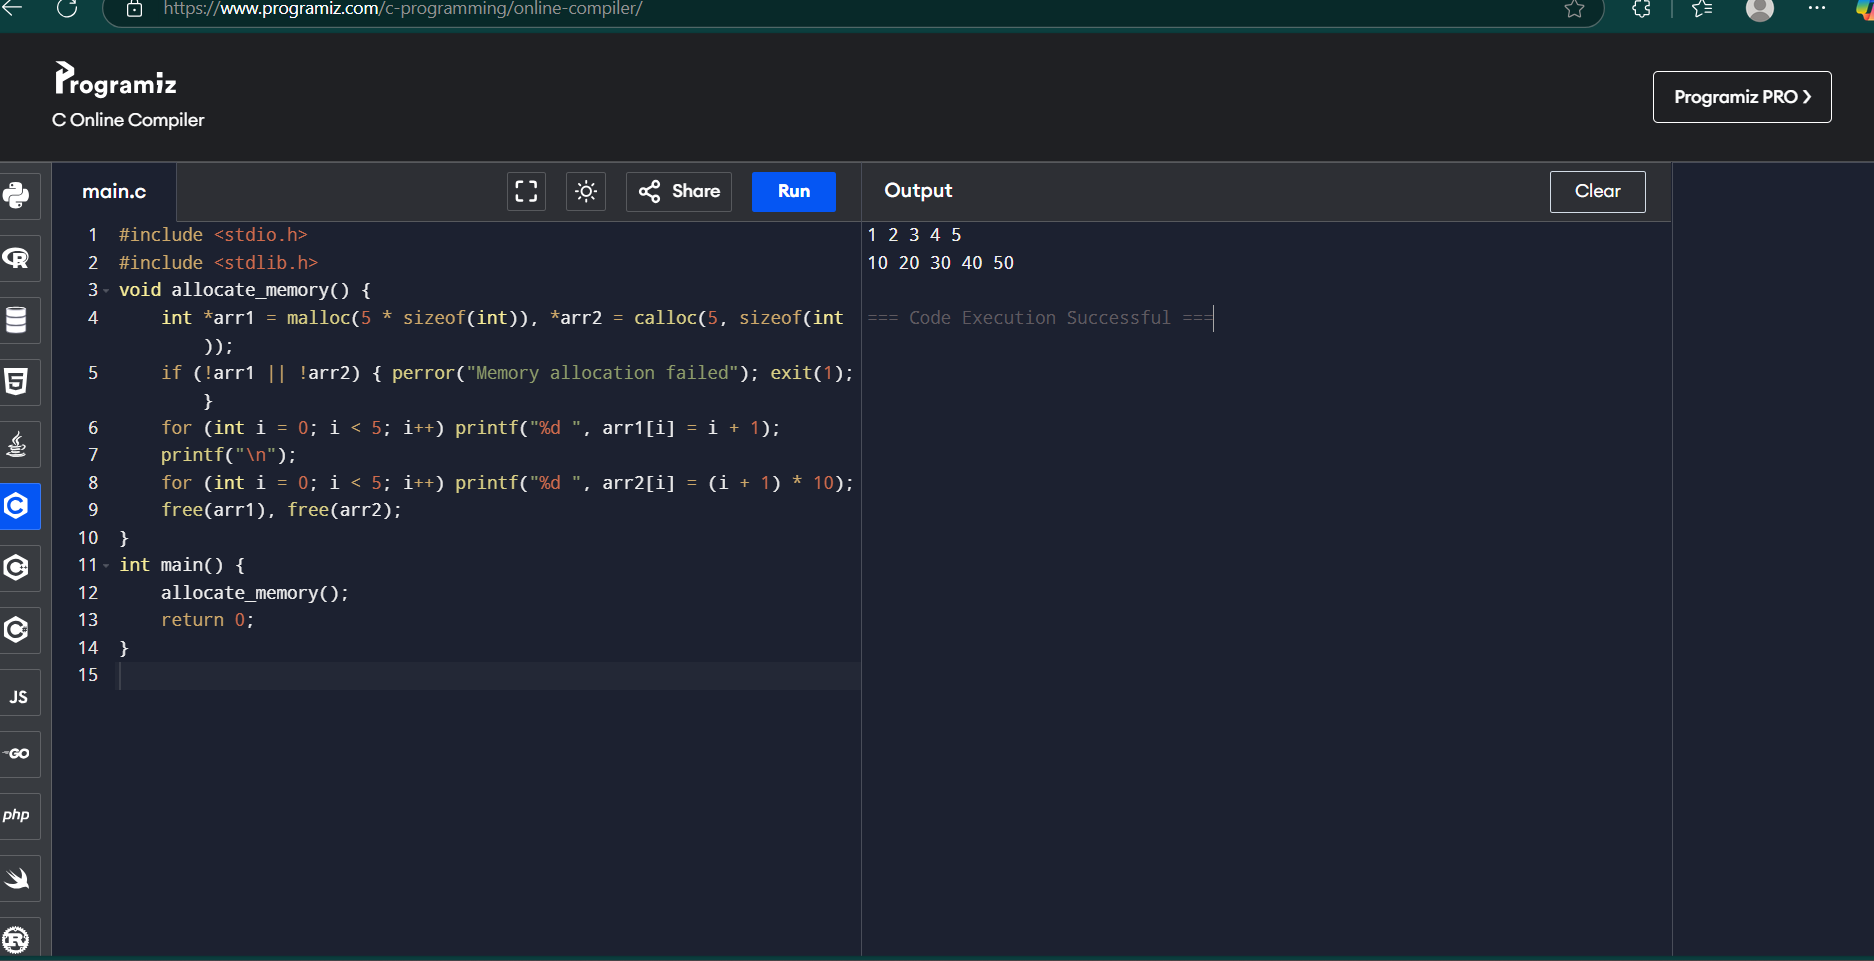 https://www.programiz.com/c-programming/online-compiler/
Programiz
C Online Compiler
Programiz PRO ❯
main.c
Share
Run
Output
Clear
1 #include <stdio.h>
2 #include <stdlib.h>
3 void allocate_memory() {
4     int *arr1 = malloc(5 * sizeof(int)), *arr2 = calloc(5, sizeof(int
        ));
5     if (!arr1 || !arr2) { perror("Memory allocation failed"); exit(1);
        }
6     for (int i = 0; i < 5; i++) printf("%d ", arr1[i] = i + 1);
7     printf("\n");
8     for (int i = 0; i < 5; i++) printf("%d ", arr2[i] = (i + 1) * 10);
9     free(arr1), free(arr2);
10 }
11 int main() {
12     allocate_memory();
13     return 0;
14 }
15
1 2 3 4 5
10 20 30 40 50
=== Code Execution Successful ===
R
5
C
C
C
JS
GO
php
R